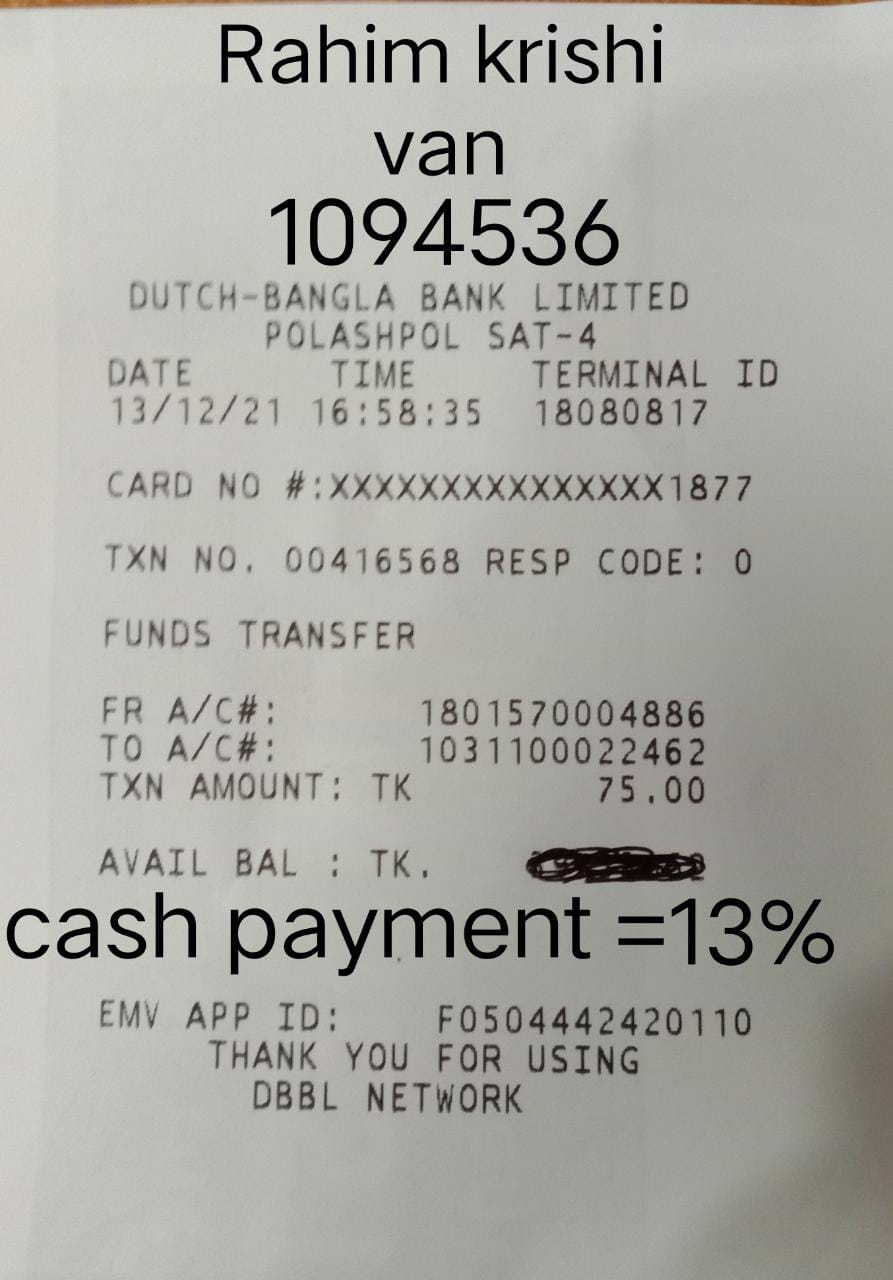 Rahim krishi
van
1094536
DUTCH-BANGLA BANK LIMITED
POLASHPOL SAT-4
DATE TIME TERMINAL ID
13/12/21 16:58:35 18080817
CARD NO #:XXXXXXXXXXXXXXX1877
TXN NO. 00416568 RESP CODE: 0
FUNDS TRANSFER
FR A/C#: 1801570004886
TO A/C#: 1031100022462
TXN AMOUNT: TK 75.00
AVAIL BAL : TK.
cash payment =13%
EMV APP ID: F0504442420110
THANK YOU FOR USING
DBBL NETWORK